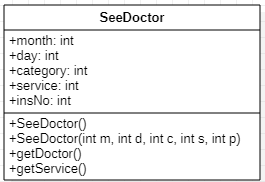 SeeDoctor
+month: int
+day: int
+category: int
+service: int
+insNo: int
+SeeDoctor()
+SeeDoctor(int m, int d, int c, int s, int p)
+getDoctor()
+getService()